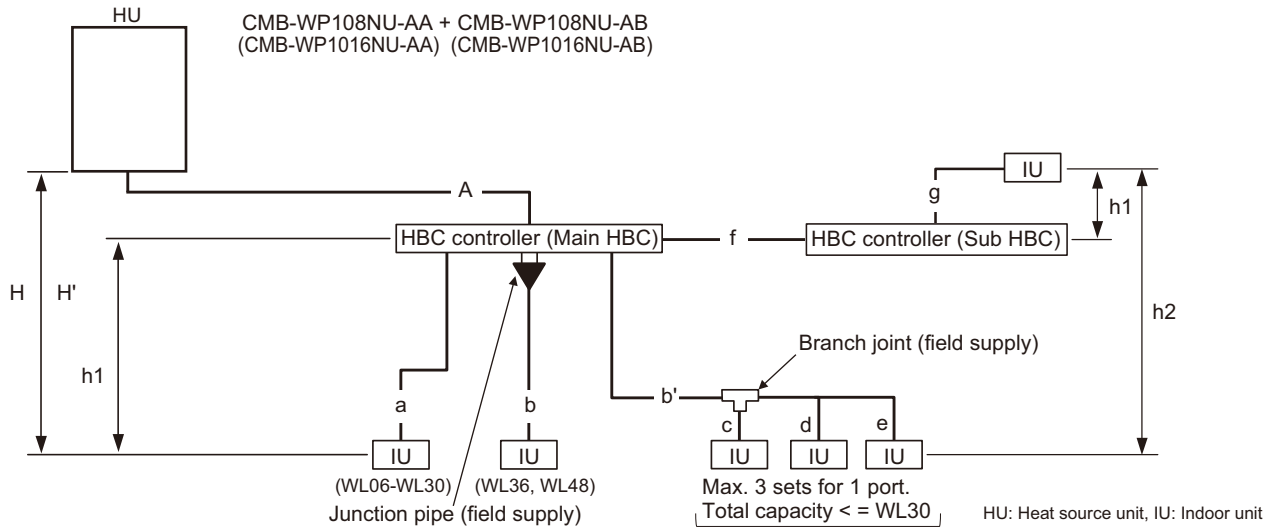 HU
CMB-WP108NU-AA + CMB-WP108NU-AB
(CMB-WP1016NU-AA) (CMB-WP1016NU-AB)
A
IU
g
h1
HBC controller (Main HBC)
f
HBC controller (Sub HBC)
H
H'
h2
Branch joint (field supply)
h1
a
b
b'
c
d
e
IU
IU
IU
IU
IU
(WL06-WL30)
(WL36, WL48)
Max. 3 sets for 1 port.
Junction pipe (field supply)
Total capacity < = WL30
HU: Heat source unit, IU: Indoor unit